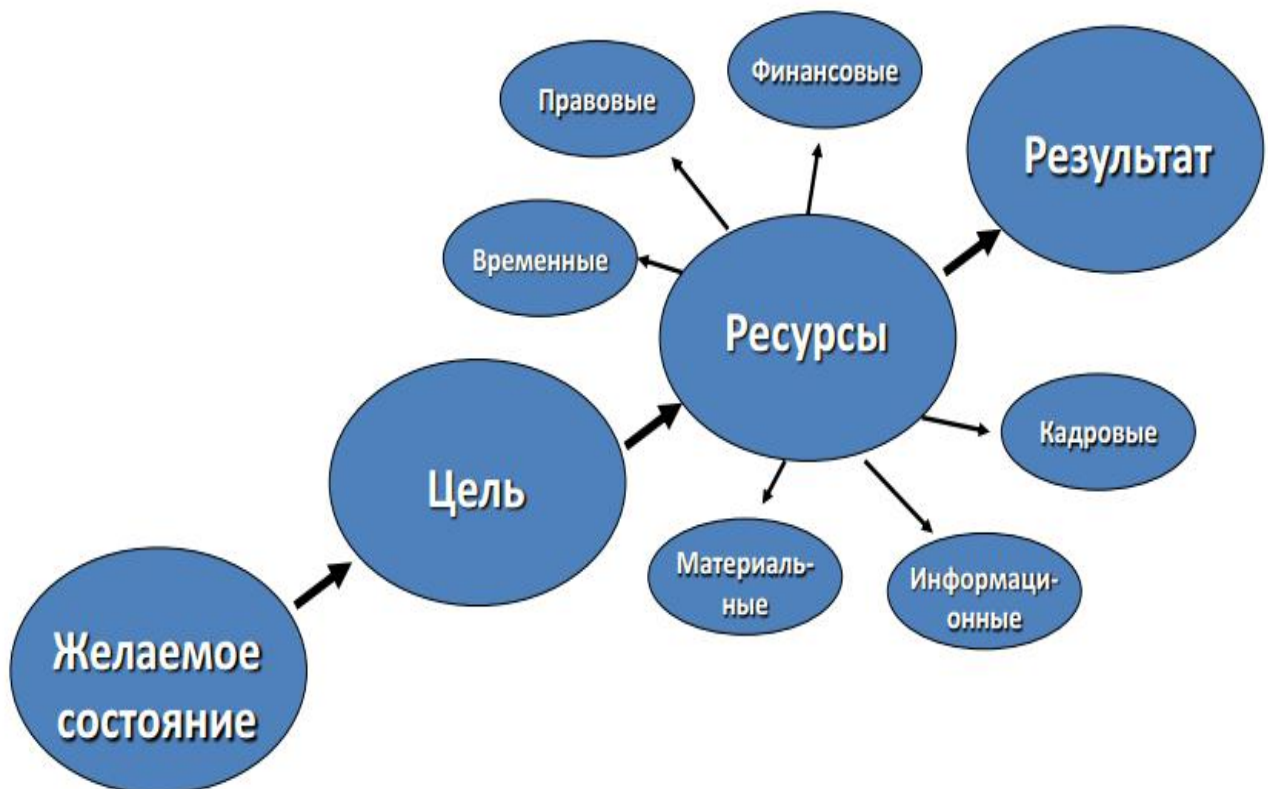 Финансовые
Правовые
Результат
Временные
Ресурсы
Кадровые
Цель
Материаль-
ные
Информаци-
онные
Желаемое
состояние